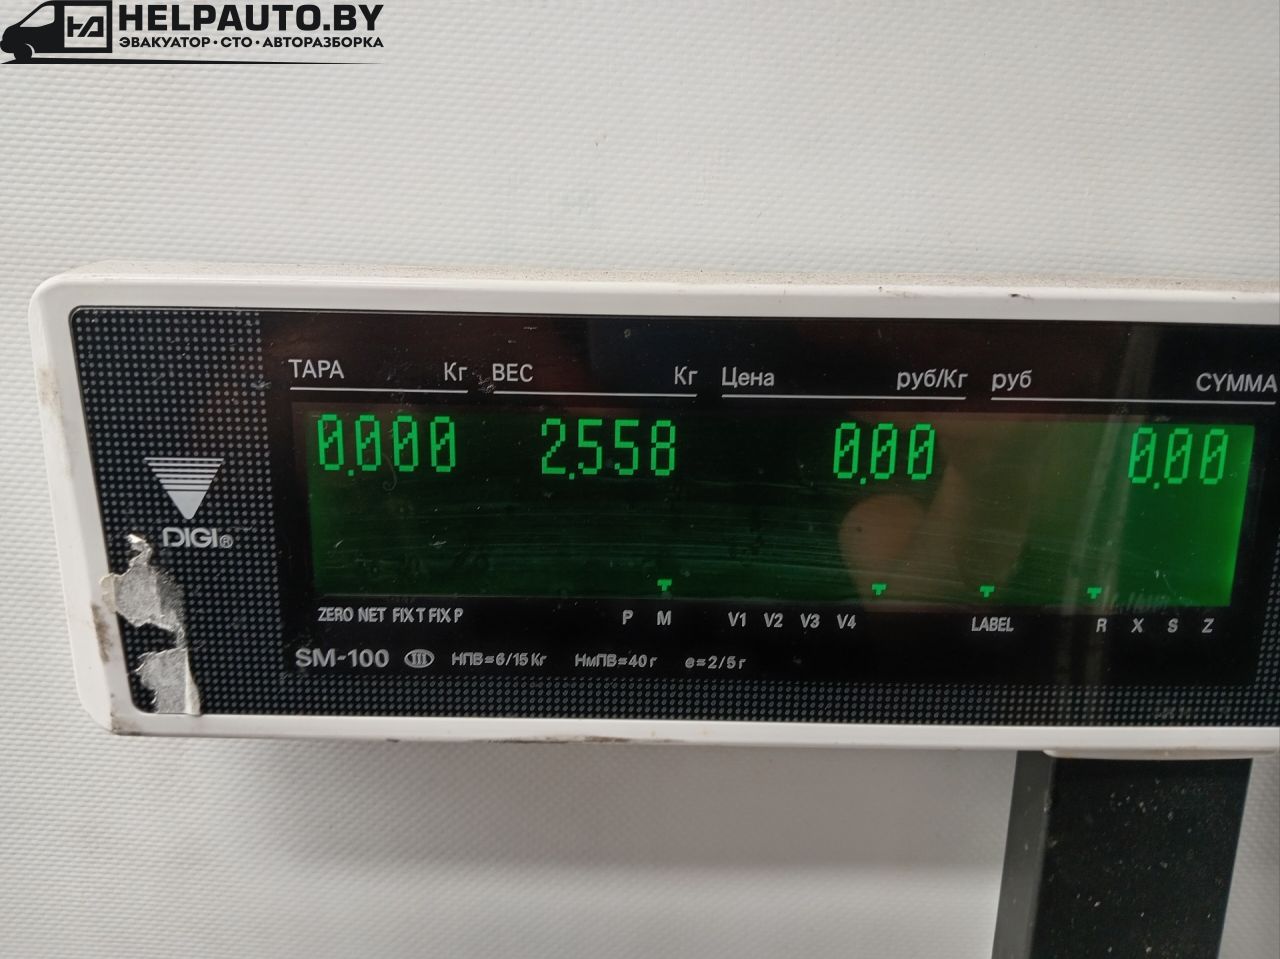 HELPAUTO.BY
ЭВАКУАТОР·СТО·АВТОРАЗБОРКА
ТАРА Кг ВЕС Кг Цена руб/Кг руб СУММА
0.000 2.558 0.00 0.00
DIGI®
ZERO NET FIX T FIX P P M V1 V2 V3 V4 LABEL R X S Z
SM-100 НПВ=6/15 Кг НмПВ=40 г e=2/5 г